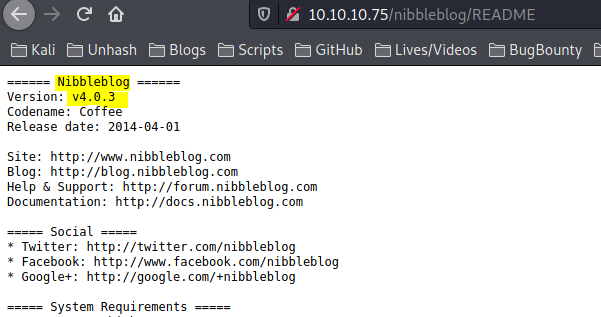 10.10.10.75/nibbleblog/README
Kali Unhash Blogs Scripts GitHub Lives/Videos BugBounty
====== Nibbleblog ======
Version: v4.0.3
Codename: Coffee
Release date: 2014-04-01
Site: http://www.nibbleblog.com
Blog: http://blog.nibbleblog.com
Help & Support: http://forum.nibbleblog.com
Documentation: http://docs.nibbleblog.com
===== Social =====
* Twitter: http://twitter.com/nibbleblog
* Facebook: http://www.facebook.com/nibbleblog
* Google+: http://google.com/+nibbleblog
===== System Requirements =====